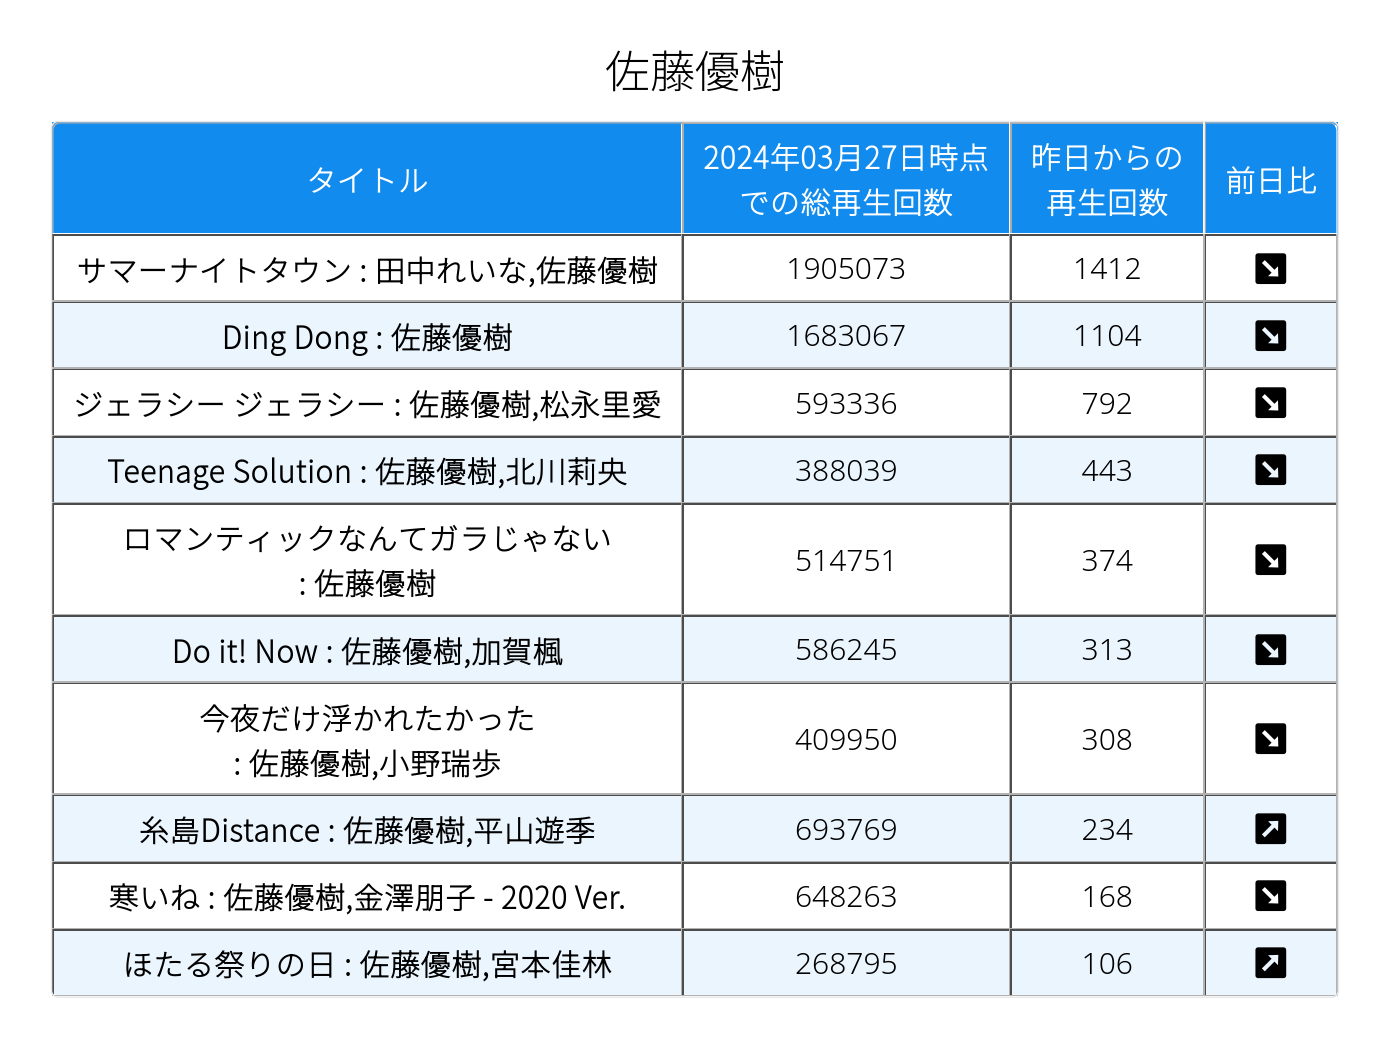 佐藤優樹
タイトル
2024年03月27日時点
での総再生回数
昨日からの
再生回数
前日比
サマーナイトタウン : 田中れいな,佐藤優樹
1905073
1412
Ding Dong : 佐藤優樹
1683067
1104
ジェラシー ジェラシー : 佐藤優樹,松永里愛
593336
792
Teenage Solution : 佐藤優樹,北川莉央
388039
443
ロマンティックなんてガラじゃない
: 佐藤優樹
514751
374
Do it! Now : 佐藤優樹,加賀楓
586245
313
今夜だけ浮かれたかった
: 佐藤優樹,小野瑞歩
409950
308
糸島Distance : 佐藤優樹,平山遊季
693769
234
寒いね : 佐藤優樹,金澤朋子 - 2020 Ver.
648263
168
ほたる祭りの日 : 佐藤優樹,宮本佳林
268795
106